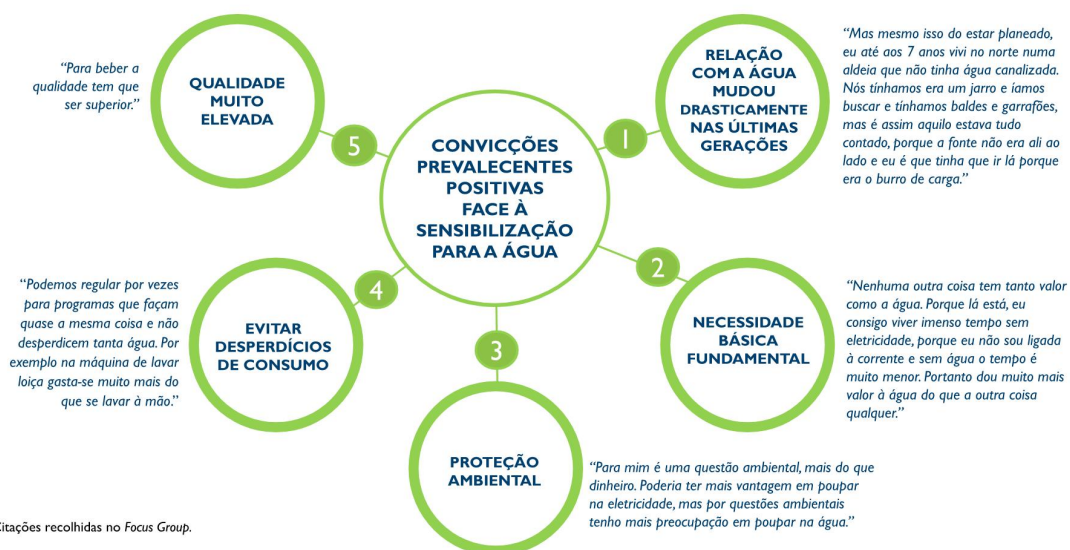 CONVICÇÕES
PREVALECENTES
POSITIVAS
FACE À
SENSIBILIZAÇÃO
PARA A ÁGUA
1
RELAÇÃO
COM A ÁGUA
MUDOU
DRASTICAMENTE
NAS ÚLTIMAS
GERAÇÕES
“Mas mesmo isso do estar planeado,
eu até aos 7 anos vivi no norte numa
aldeia que não tinha água canalizada.
Nós tínhamos era um jarro e íamos
buscar e tínhamos baldes e garrafões,
mas é assim aquilo estava tudo
contado, porque a fonte não era ali ao
lado e eu é que tinha que ir lá porque
era o burro de carga.”
2
NECESSIDADE
BÁSICA
FUNDAMENTAL
“Nenhuma outra coisa tem tanto valor
como a água. Porque lá está, eu
consigo viver imenso tempo sem
eletricidade, porque eu não sou ligada
à corrente e sem água o tempo é
muito menor. Portanto dou muito mais
valor à água do que a outra coisa
qualquer.”
3
PROTEÇÃO
AMBIENTAL
“Para mim é uma questão ambiental, mais do que
dinheiro. Poderia ter mais vantagem em poupar
na eletricidade, mas por questões ambientais
tenho mais preocupação em poupar na água.”
4
EVITAR
DESPERDÍCIOS
DE CONSUMO
“Podemos regular por vezes
para programas que façam
quase a mesma coisa e não
desperdicem tanta água. Por
exemplo na máquina de lavar
loiça gasta-se muito mais do
que se lavar à mão.”
5
QUALIDADE
MUITO
ELEVADA
“Para beber a
qualidade tem que
ser superior.”
Citações recolhidas no Focus Group.